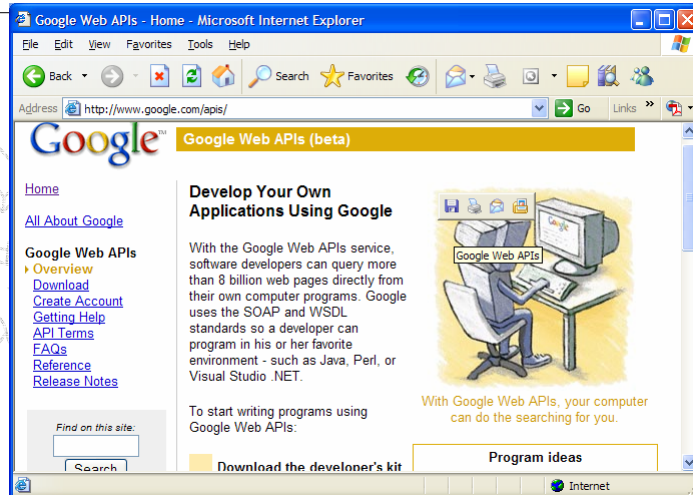 Google Web APIs - Home - Microsoft Internet Explorer
File Edit View Favorites Tools Help
Back Search Favorites
Address http://www.google.com/apis/ Go Links »
Google™ Google Web APIs (beta)
Home
All About Google
Google Web APIs
Overview
Download
Create Account
Getting Help
API Terms
FAQs
Reference
Release Notes
Find on this site:
Search
Develop Your Own
Applications Using Google
With the Google Web APIs service,
software developers can query more
than 8 billion web pages directly from
their own computer programs. Google
uses the SOAP and WSDL
standards so a developer can
program in his or her favorite
environment - such as Java, Perl, or
Visual Studio .NET.
To start writing programs using
Google Web APIs:
Download the developer's kit
Google
Google Web APIs
With Google Web APIs, your computer
can do the searching for you.
Program ideas
Internet